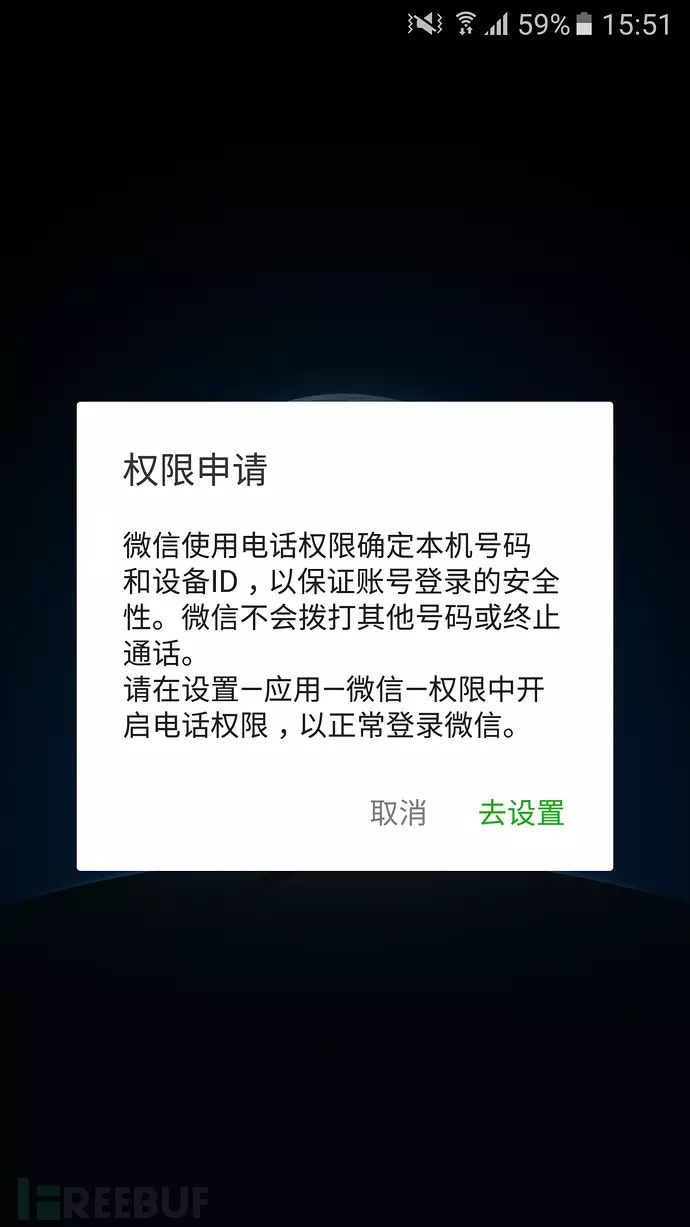 59% 15:51
权限申请
微信使用电话权限确定本机号码
和设备ID，以保证账号登录的安全
性。微信不会拨打其他号码或终止
通话。
请在设置—应用—微信—权限中开
启电话权限，以正常登录微信。
取消 去设置
FREEBUF